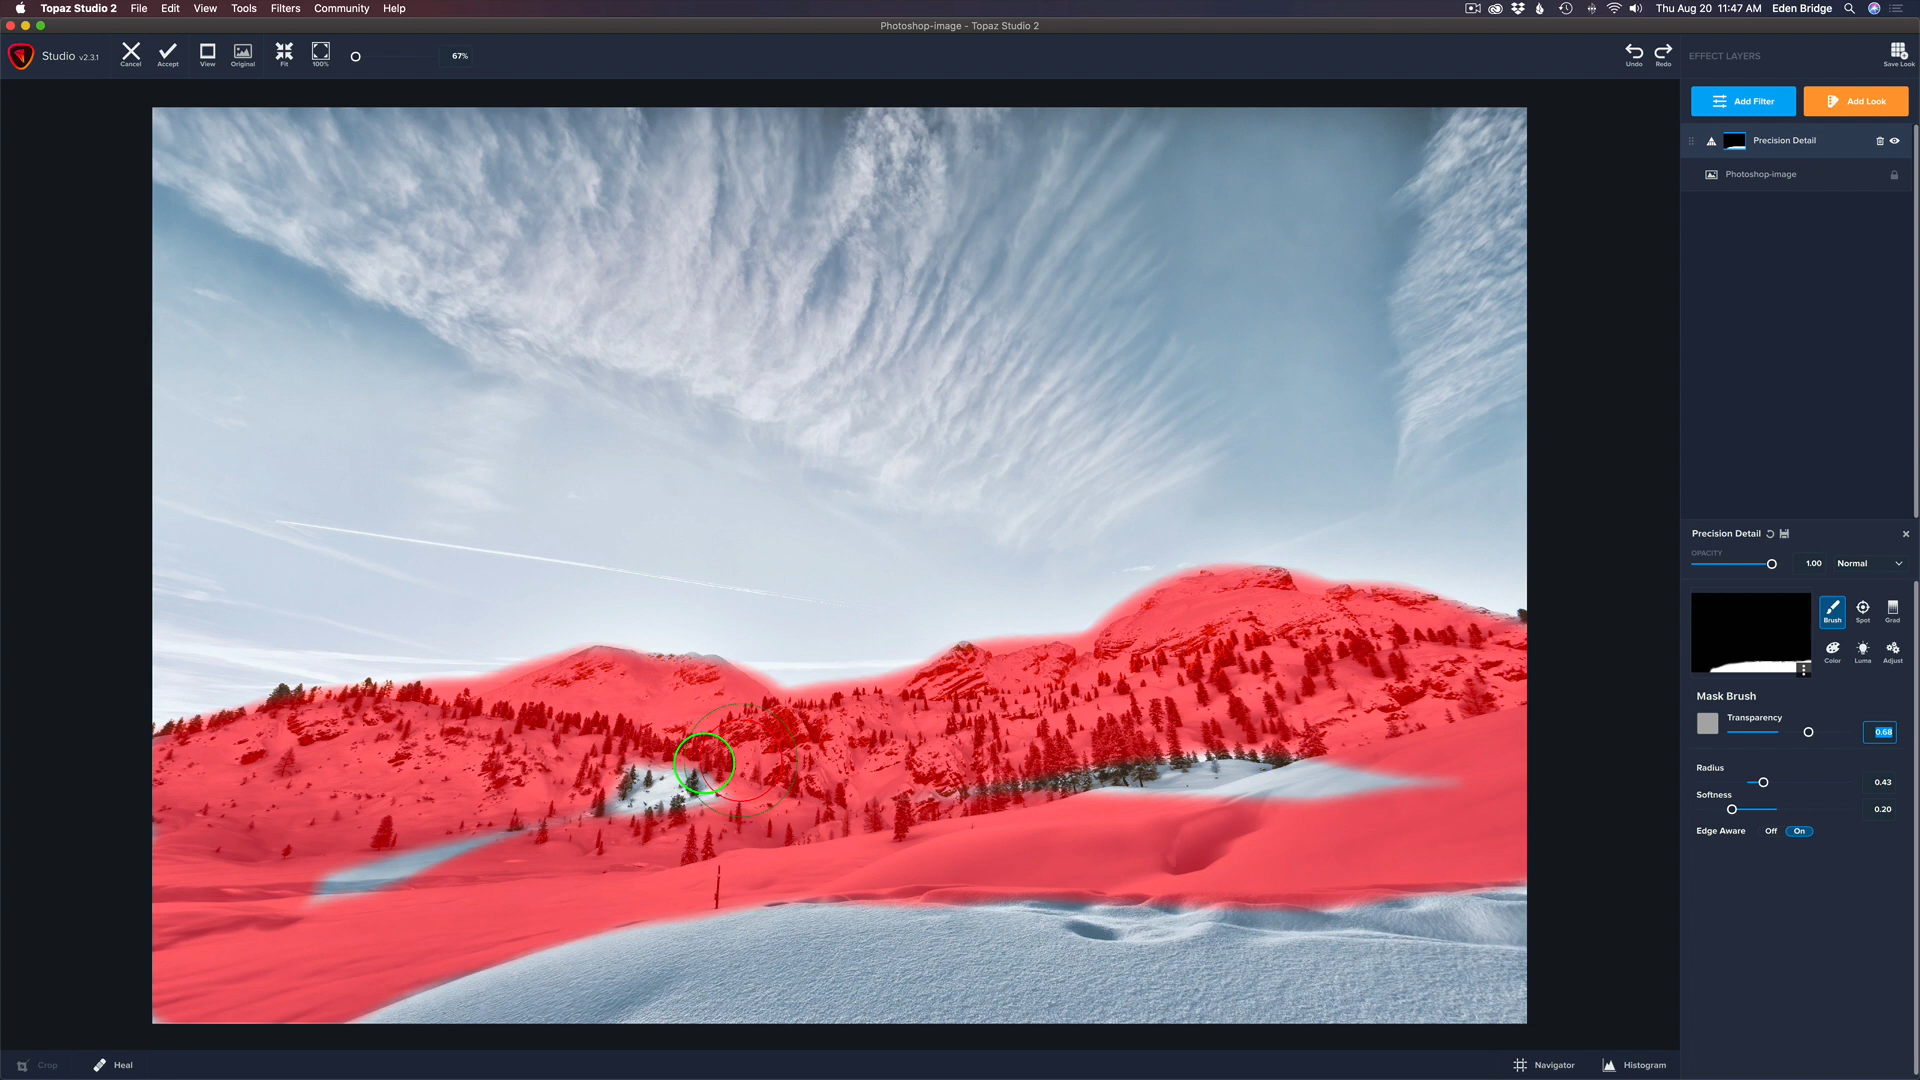 Topaz Studio 2 File Edit View Tools Filters Community Help Thu Aug 20 11:47 AM Eden Bridge
Photoshop-image - Topaz Studio 2
Studio v2.3.1 Cancel Accept View Original Fit 100% 67% Undo Redo
EFFECT LAYERS Save Look
Add Filter Add Look
Precision Detail
Photoshop-image
Precision Detail
OPACITY 1.00 Normal
Brush Spot Grad
Color Luma Adjust
Mask Brush
Transparency 0.68
Radius 0.43
Softness 0.20
Edge Aware Off On
Crop Heal Navigator Histogram